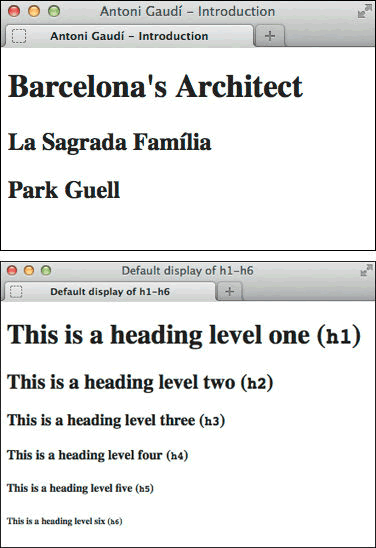 Antoni Gaudí – Introduction
Antoni Gaudí – Introduction
Barcelona's Architect
La Sagrada Família
Park Guell
Default display of h1-h6
Default display of h1-h6
This is a heading level one (h1)
This is a heading level two (h2)
This is a heading level three (h3)
This is a heading level four (h4)
This is a heading level five (h5)
This is a heading level six (h6)